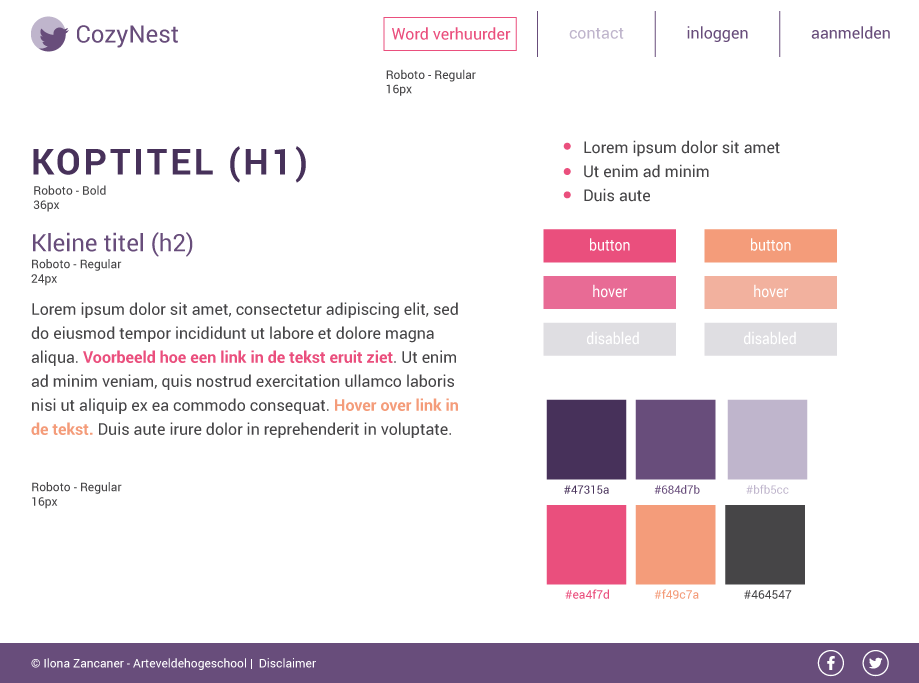 CozyNest
Word verhuurder
contact
inloggen
aanmelden
Roboto - Regular
16px
KOPTITEL (H1)
Roboto - Bold
36px
Kleine titel (h2)
Roboto - Regular
24px
Lorem ipsum dolor sit amet, consectetur adipiscing elit, sed
do eiusmod tempor incididunt ut labore et dolore magna
aliqua. Voorbeeld hoe een link in de tekst eruit ziet. Ut enim
ad minim veniam, quis nostrud exercitation ullamco laboris
nisi ut aliquip ex ea commodo consequat. Hover over link in
de tekst. Duis aute irure dolor in reprehenderit in voluptate.
Roboto - Regular
16px
Lorem ipsum dolor sit amet
Ut enim ad minim
Duis aute
button
button
hover
hover
disabled
disabled
#47315a
#684d7b
#bfb5cc
#ea4f7d
#f49c7a
#464547
© Ilona Zancaner - Arteveldehogeschool | Disclaimer